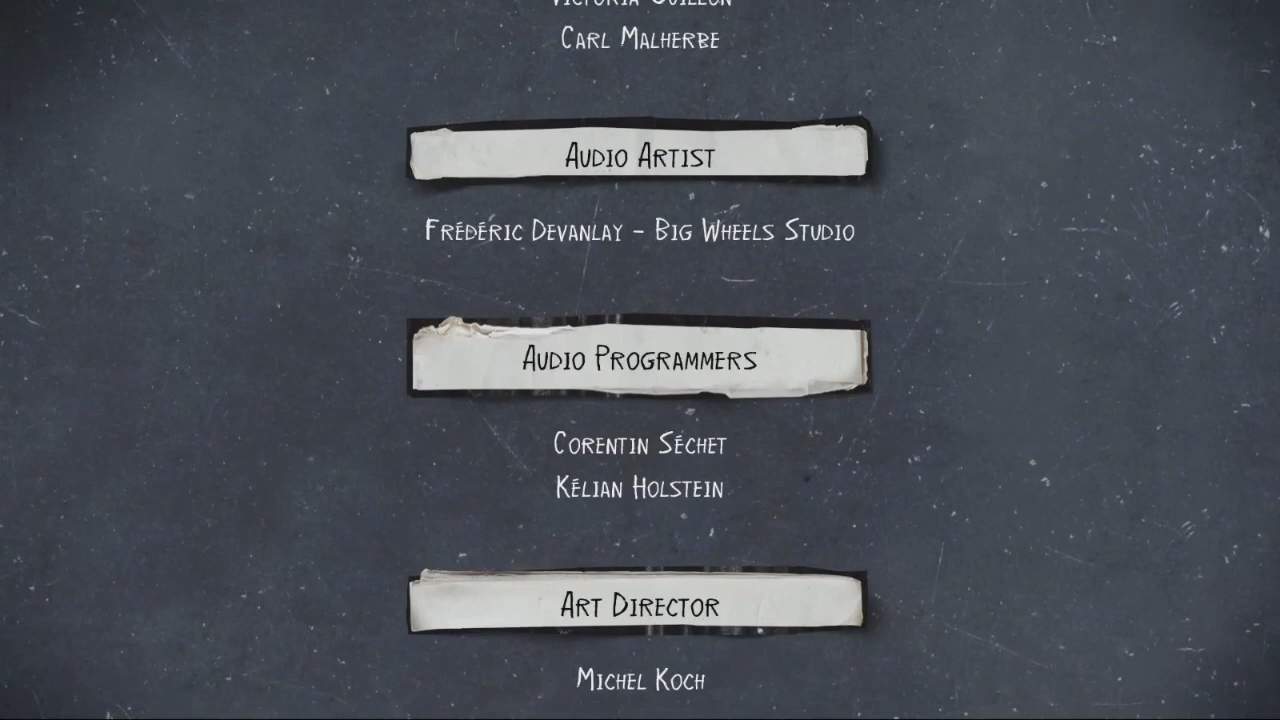 Carl Malherbe
Audio Artist
Frédéric Devanlay – Big Wheels Studio
Audio Programmers
Corentin Séchet
Kélian Holstein
Art Director
Michel Koch